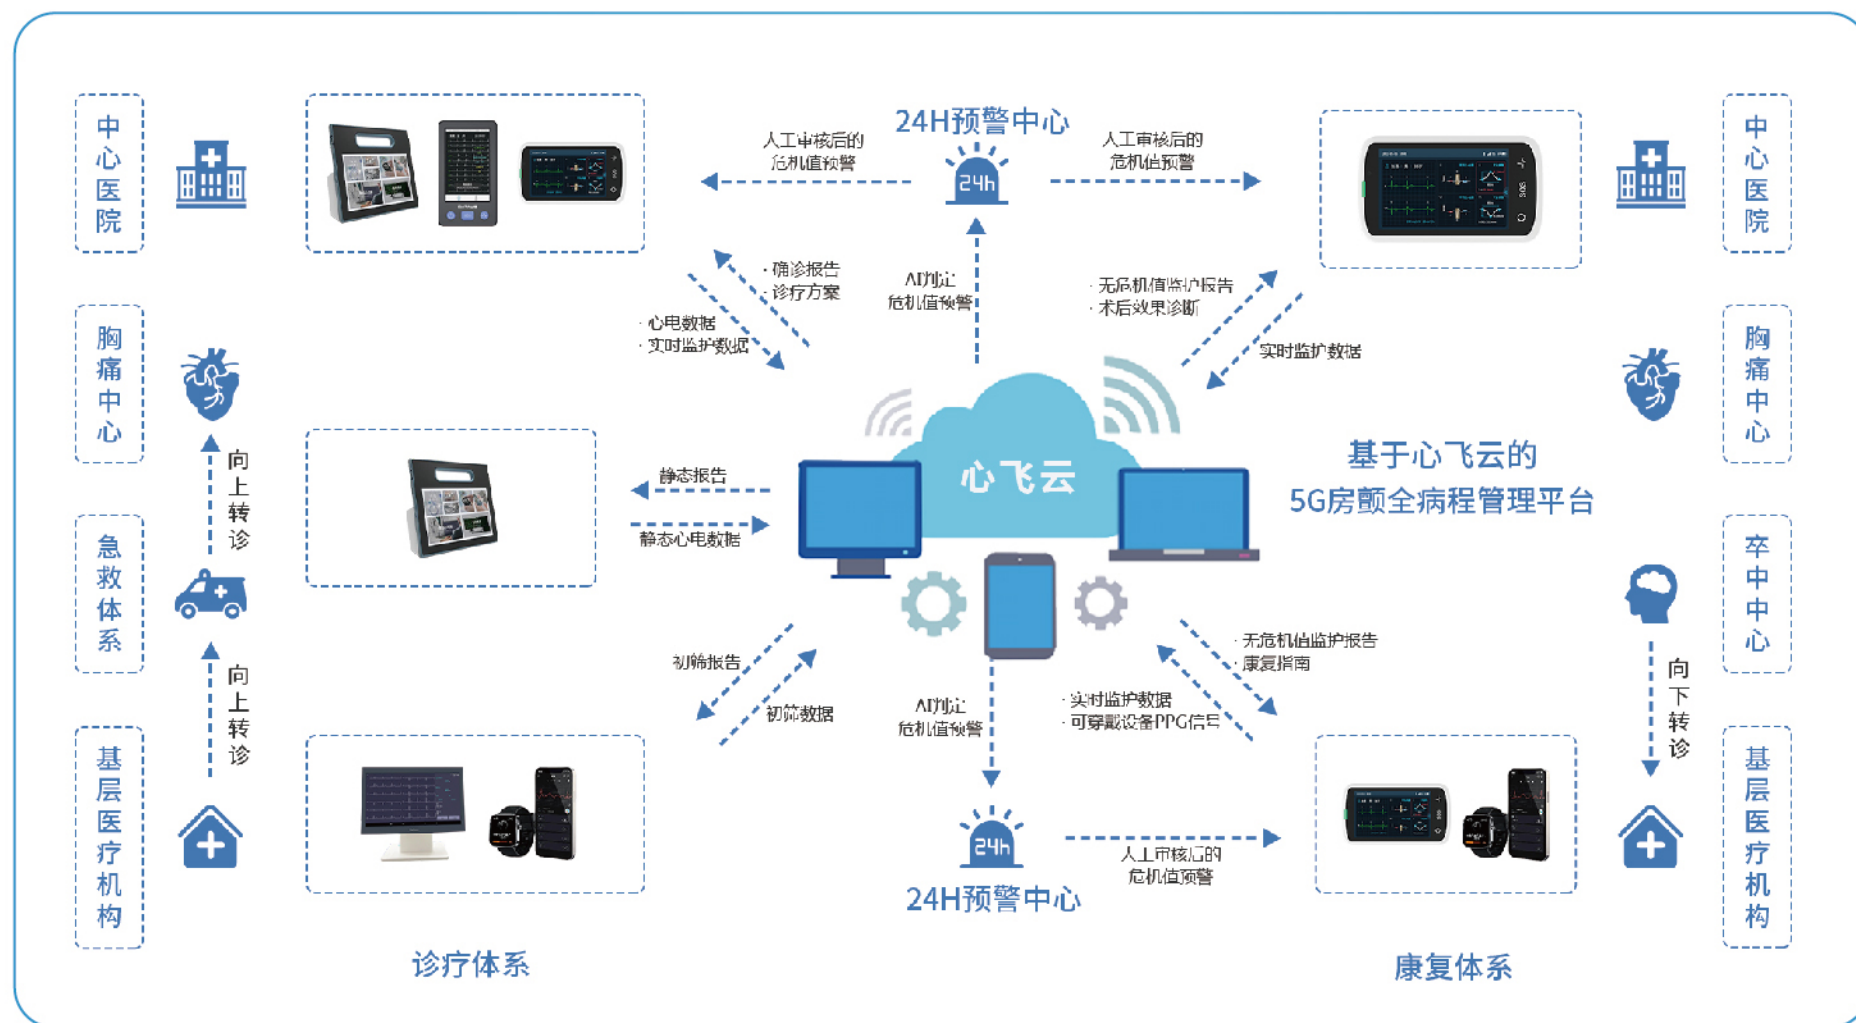 中心医院
胸痛中心
急救体系
基层医疗机构
向上转诊
向上转诊
人工审核后的
危机值预警
24H预警中心
24h
人工审核后的
危机值预警
· 确诊报告
· 诊疗方案
· 心电数据
· 实时监护数据
AI判定
危机值预警
· 无危机值监护报告
· 术后效果诊断
实时监护数据
静态报告
静态心电数据
心飞云
基于心飞云的
5G房颤全病程管理平台
初筛报告
初筛数据
AI判定
危机值预警
· 无危机值监护报告
· 康复指南
· 实时监护数据
· 可穿戴设备PPG信号
24h
24H预警中心
人工审核后的
危机值预警
SOS
中心医院
胸痛中心
卒中中心
基层医疗机构
向下转诊
诊疗体系
康复体系